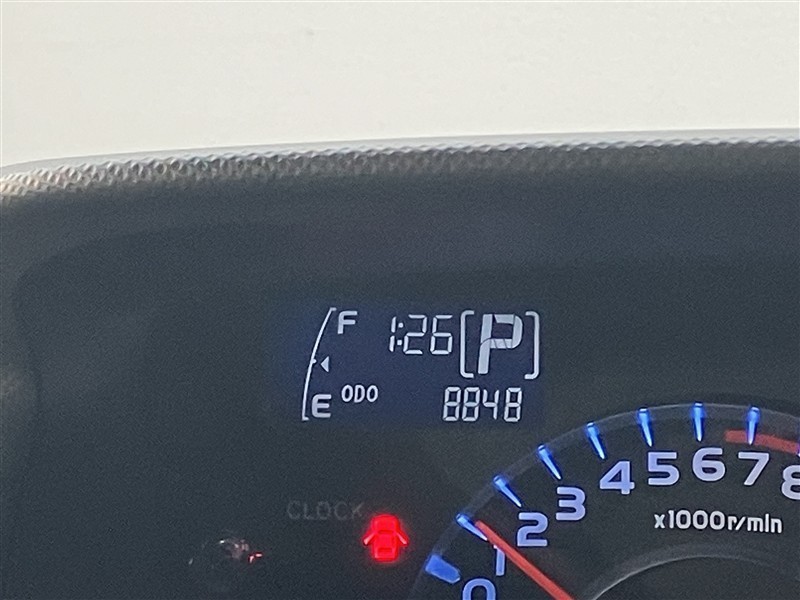 F 1:26 [P]
E ODO 8848
CLOCK
0 1 2 3 4 5 6 7 8
x1000r/min